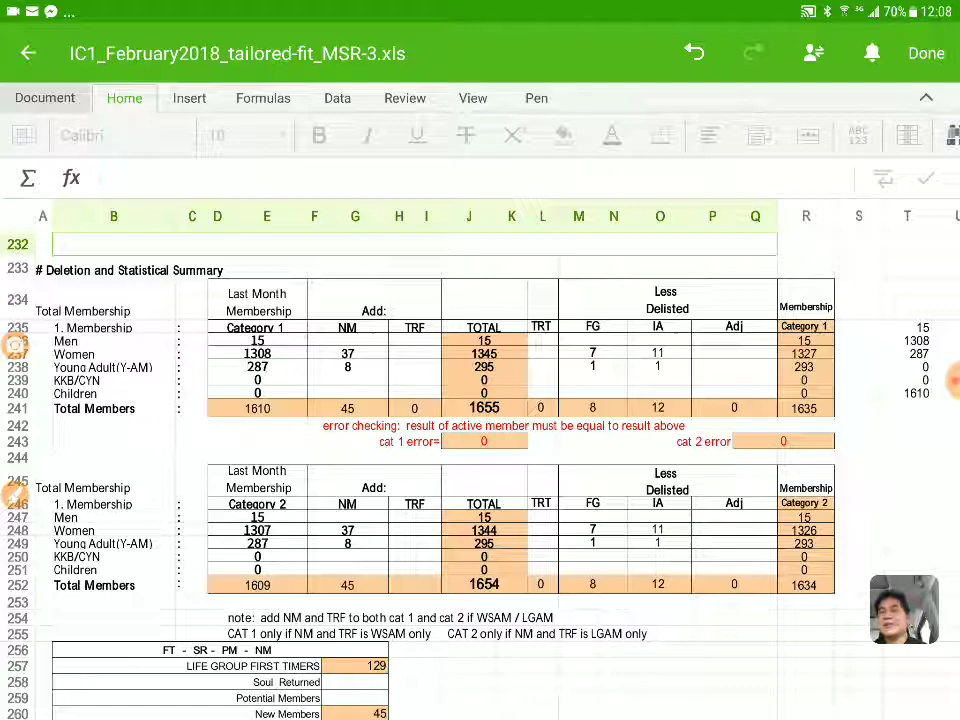 ... 3G 70% 12:08
IC1_February2018_tailored-fit_MSR-3.xls Done
Document Home Insert Formulas Data Review View Pen
Calibri 10 B I U T X A ABC 123
Σ fx
A B C D E F G H I J K L M N O P Q R S T U
232
233 # Deletion and Statistical Summary
234 Total Membership Last Month Membership Add: Less Delisted Membership
235 1. Membership : Category 1 NM TRF TOTAL TRT FG IA Adj Category 1 15
Men : 15 15 15 1308
237 Women : 1308 37 1345 7 11 1327 287
238 Young Adult(Y-AM) : 287 8 295 1 1 293 0
239 KKB/CYN : 0 0 0 0
240 Children : 0 0 0 1610
241 Total Members : 1610 45 0 1655 0 8 12 0 1635
242 error checking: result of active member must be equal to result above
243 cat 1 error= 0 cat 2 error 0
244
245 Total Membership Last Month Membership Add: Less Delisted Membership
246 1. Membership : Category 2 NM TRF TOTAL TRT FG IA Adj Category 2
247 Men : 15 15 15
248 Women : 1307 37 1344 7 11 1326
249 Young Adult(Y-AM) : 287 8 295 1 1 293
250 KKB/CYN : 0 0 0
251 Children : 0 0 0
252 Total Members : 1609 45 1654 0 8 12 0 1634
253
254 note: add NM and TRF to both cat 1 and cat 2 if WSAM / LGAM
255 CAT 1 only if NM and TRF is WSAM only CAT 2 only if NM and TRF is LGAM only
256 FT - SR - PM - NM
257 LIFE GROUP FIRST TIMERS 129
258 Soul Returned
259 Potential Members
260 New Members 45